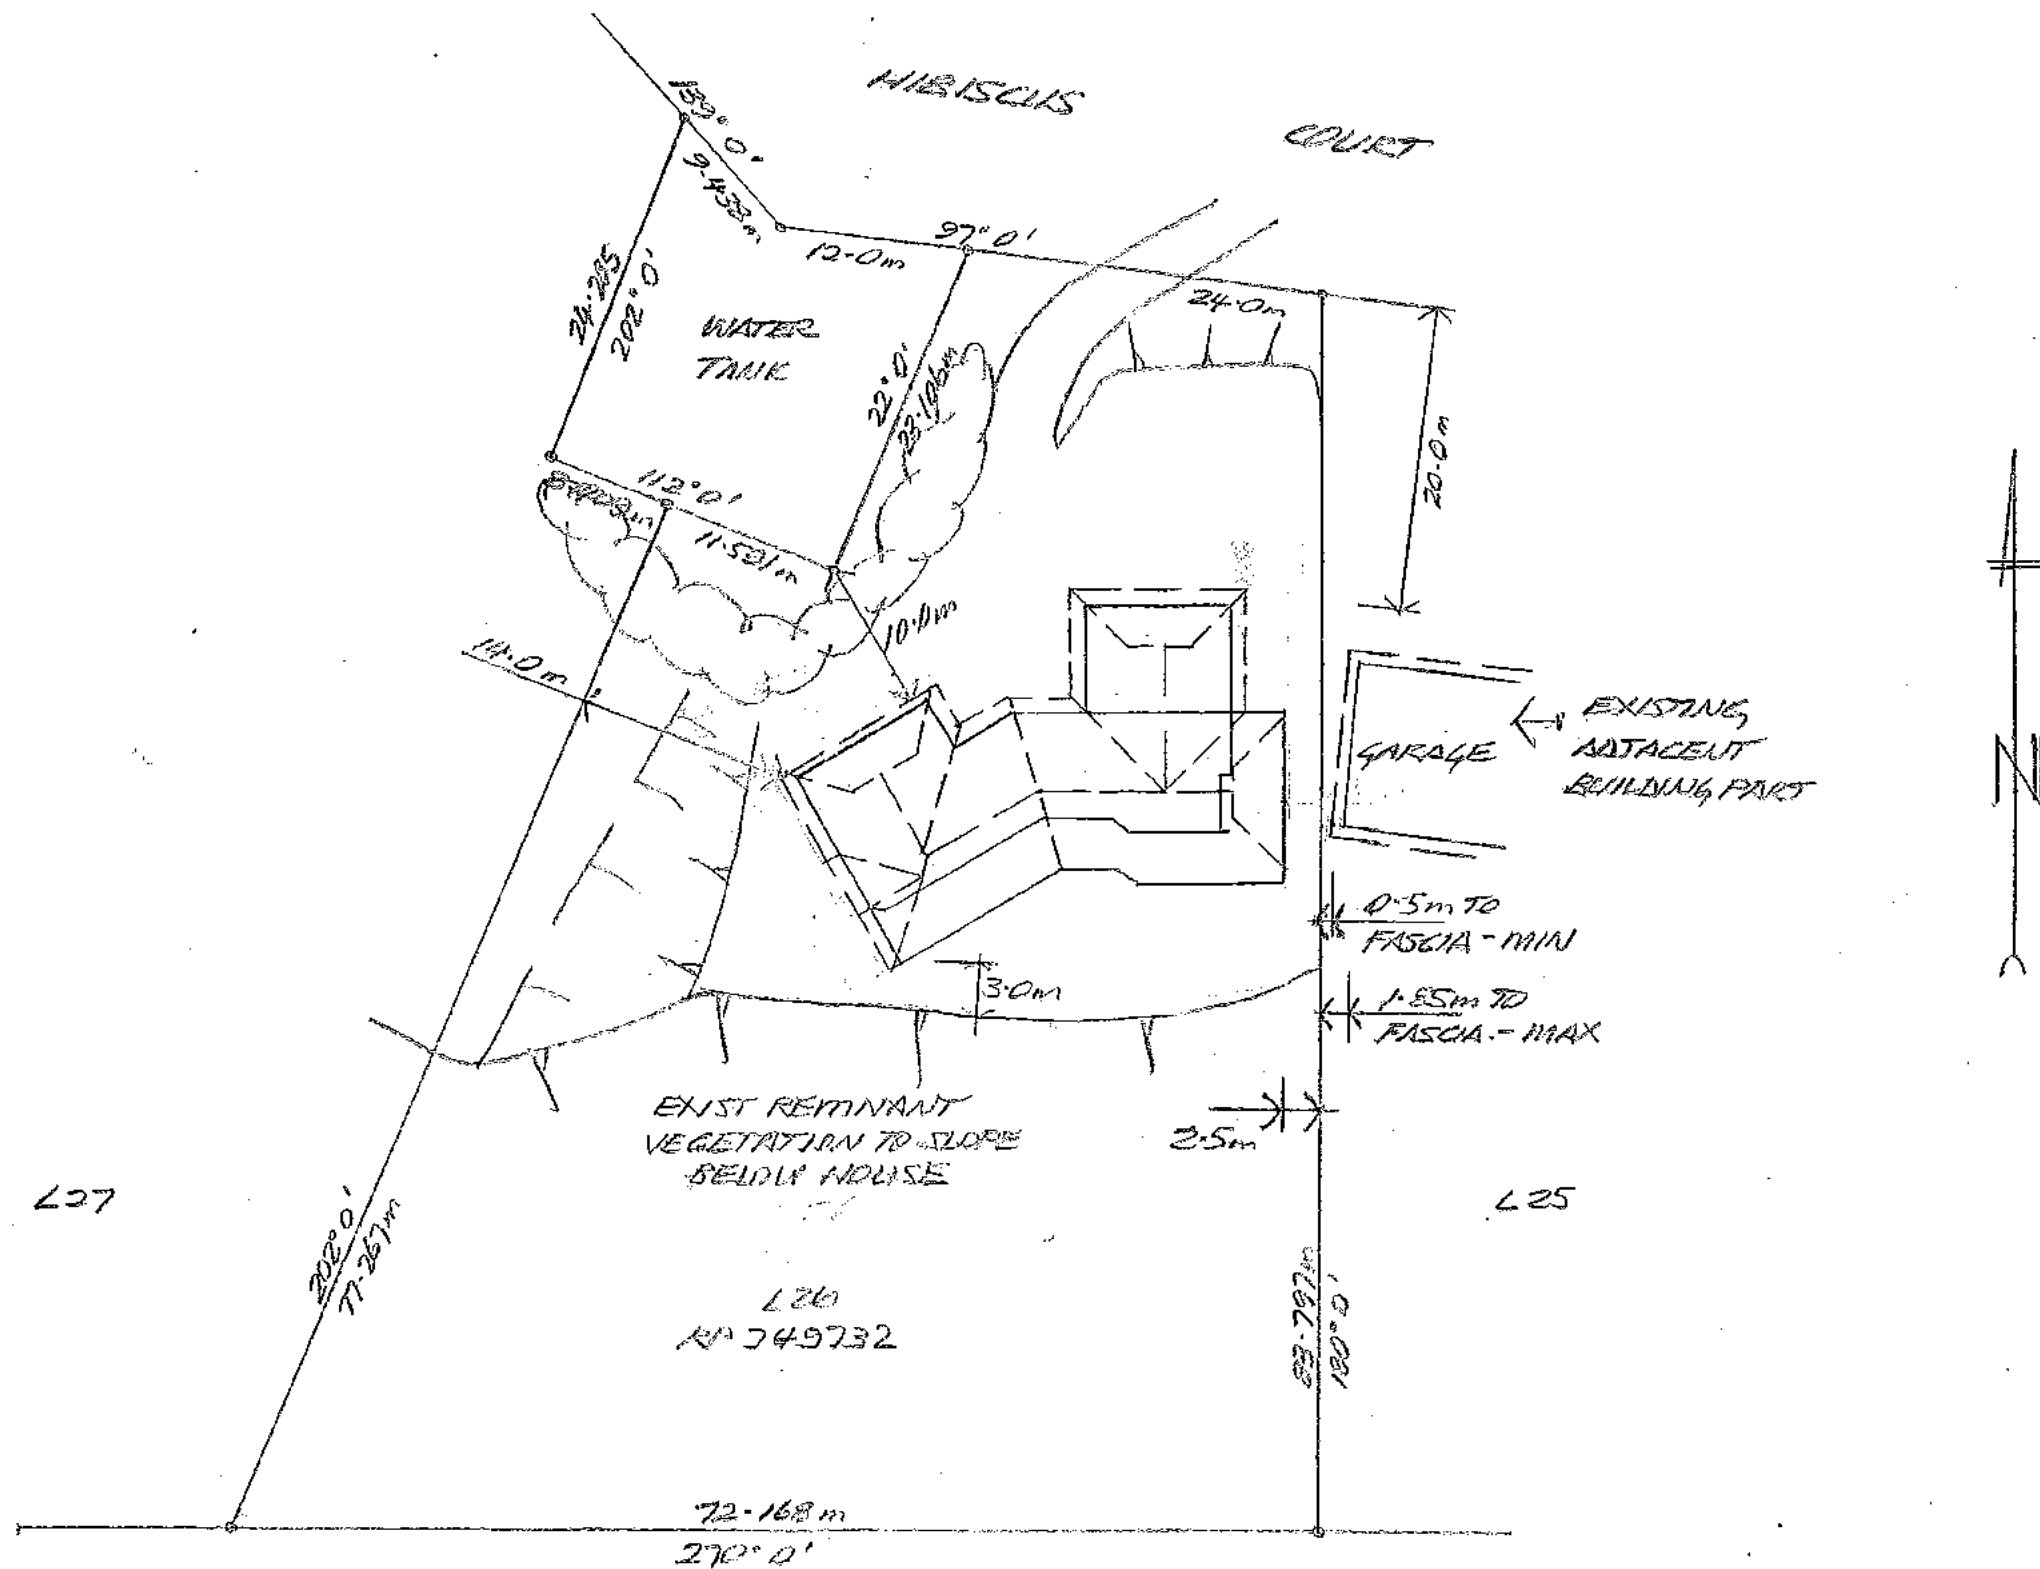 HIBISCUS
COURT
139° 0'
9.438m
97° 0'
12.0m
24.0m
24.285
202° 0'
WATER
TANK
22° 0'
23.196m
20.0m
112° 0'
11.521m
10.0m
14.0m
EXISTING
ADJACENT
BUILDING PART
GARAGE
N
0.5m TO
FASCIA - MIN
3.0m
1.85m TO
FASCIA. - MAX
EXIST REMNANT
VEGETATION TO SLOPE
BELOW HOUSE
2.5m
L27
L25
202° 0'
77.267m
L26
RP 749732
83.797m
180° 0'
72.168m
270° 0'